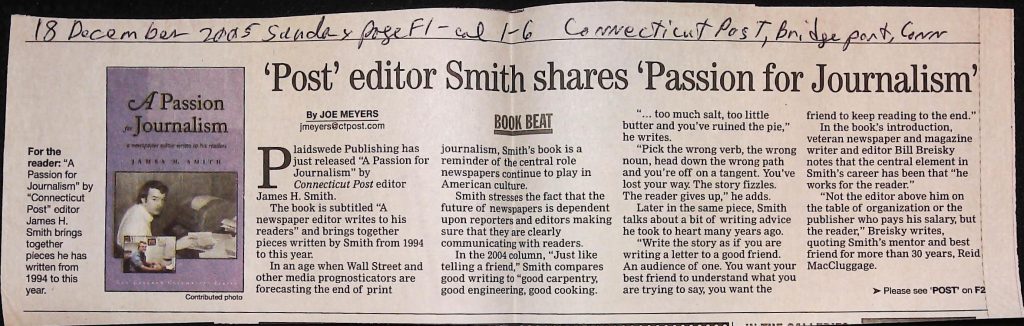 18 December 2005 Sunday page F1 - col 1-6 Connecticut Post, Bridgeport, Conn
'Post' editor Smith shares 'Passion for Journalism'
A Passion
for Journalism
a newspaper editor writes to his readers
JAMES H. SMITH
For the
reader: "A
Passion for
Journalism" by
"Connecticut
Post" editor
James H.
Smith brings
together
pieces he has
written from
1994 to this
year.
Contributed photo
By JOE MEYERS
jmeyers@ctpost.com
Plaidswede Publishing has
just released "A Passion for
Journalism" by
Connecticut Post editor
James H. Smith.
The book is subtitled "A
newspaper editor writes to his
readers" and brings together
pieces written by Smith from 1994
to this year.
In an age when Wall Street and
other media prognosticators are
forecasting the end of print
BOOK BEAT
journalism, Smith's book is a
reminder of the central role
newspapers continue to play in
American culture.
Smith stresses the fact that the
future of newspapers is dependent
upon reporters and editors making
sure that they are clearly
communicating with readers.
In the 2004 column, "Just like
telling a friend," Smith compares
good writing to "good carpentry,
good engineering, good cooking.
"... too much salt, too little
butter and you've ruined the pie,"
he writes.
"Pick the wrong verb, the wrong
noun, head down the wrong path
and you're off on a tangent. You've
lost your way. The story fizzles.
The reader gives up," he adds.
Later in the same piece, Smith
talks about a bit of writing advice
he took to heart many years ago.
"Write the story as if you are
writing a letter to a good friend.
An audience of one. You want your
best friend to understand what you
are trying to say, you want the
friend to keep reading to the end."
In the book's introduction,
veteran newspaper and magazine
writer and editor Bill Breisky
notes that the central element in
Smith's career has been that "he
works for the reader."
"Not the editor above him on
the table of organization or the
publisher who pays his salary, but
the reader," Breisky writes,
quoting Smith's mentor and best
friend for more than 30 years, Reid
MacCluggage.
➤ Please see 'POST' on F2